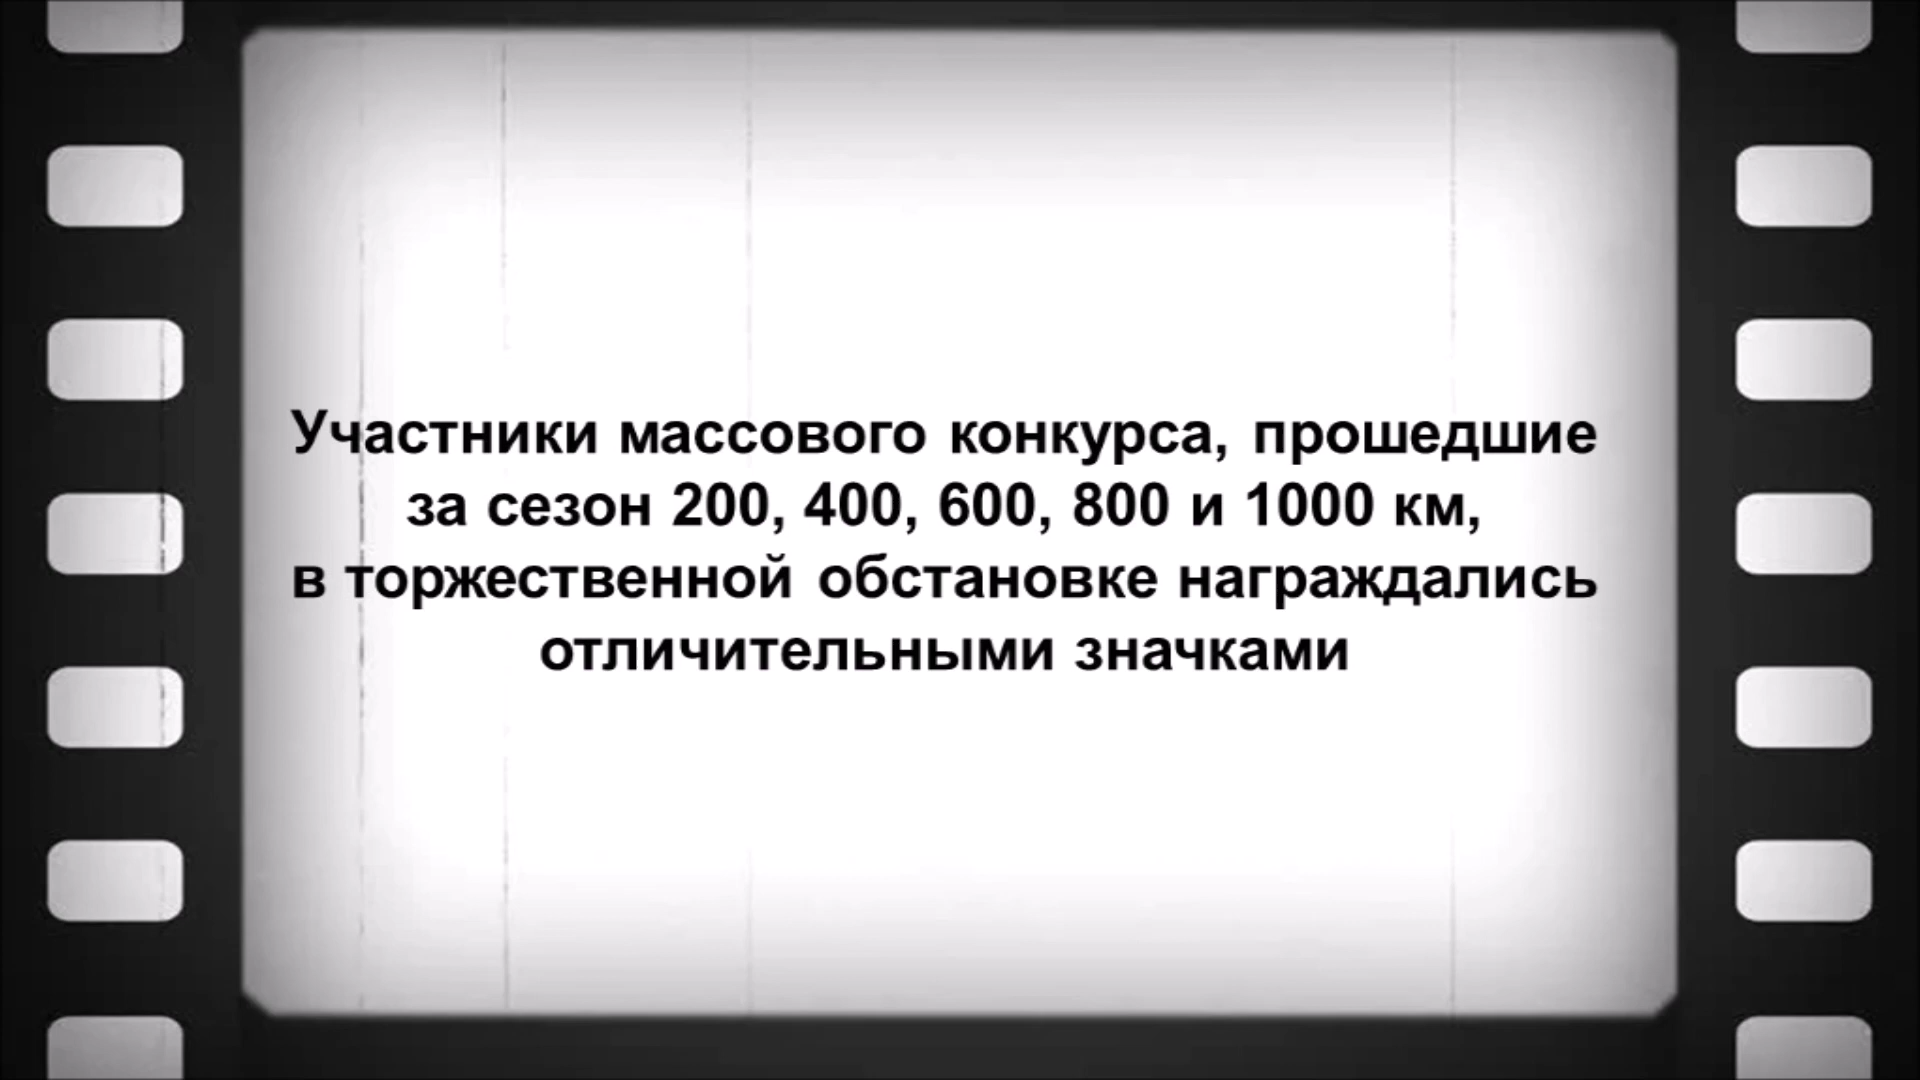 Участники массового конкурса, прошедшие
за сезон 200, 400, 600, 800 и 1000 км,
в торжественной обстановке награждались
отличительными значками